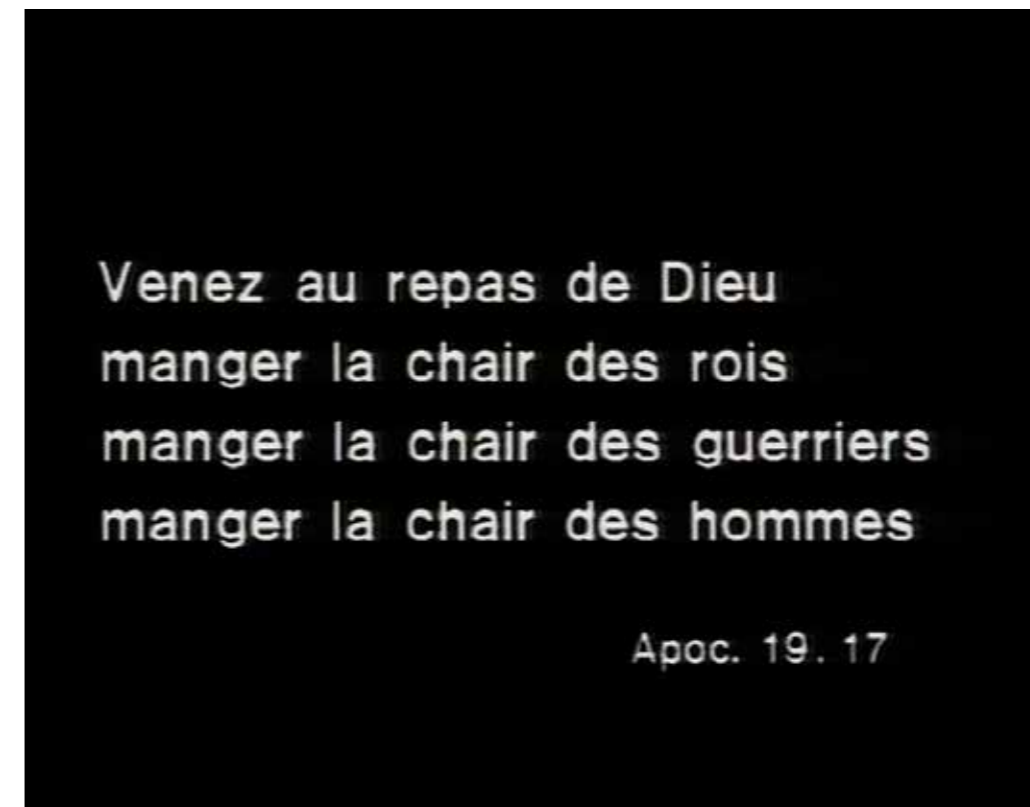 Venez au repas de Dieu
manger la chair des rois
manger la chair des guerriers
manger la chair des hommes
Apoc. 19.17